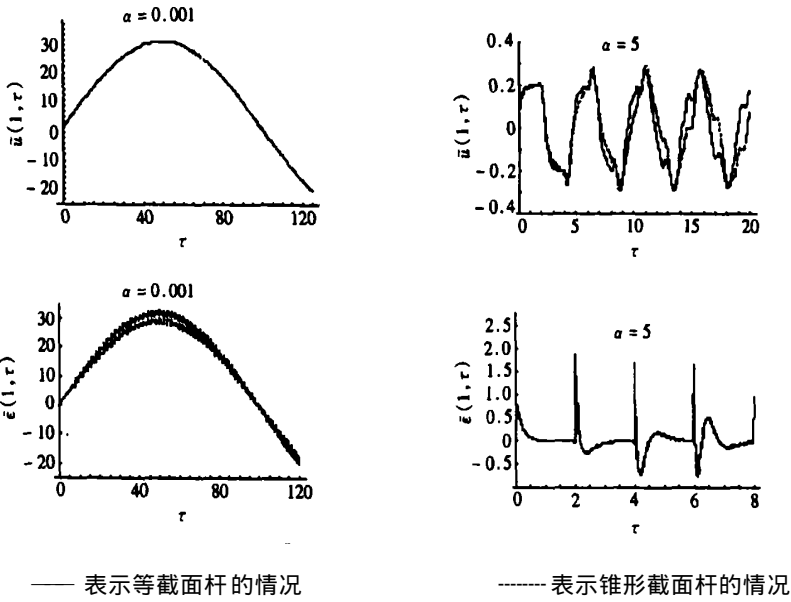 α = 0.001
30
20
10
0
- 10
- 20
ū(1, τ)
0 40 80 120
τ
α = 5
0.4
0.2
0
- 0.2
- 0.4
ū(1, τ)
0 5 10 15 20
τ
α = 0.001
30
20
10
0
- 10
- 20
ε̄(1, τ)
0 40 80 120
τ
α = 5
2.5
2.0
1.5
1.0
0.5
0
- 0.5
ε̄(1, τ)
0 2 4 6 8
τ
表示等截面杆的情况
表示锥形截面杆的情况